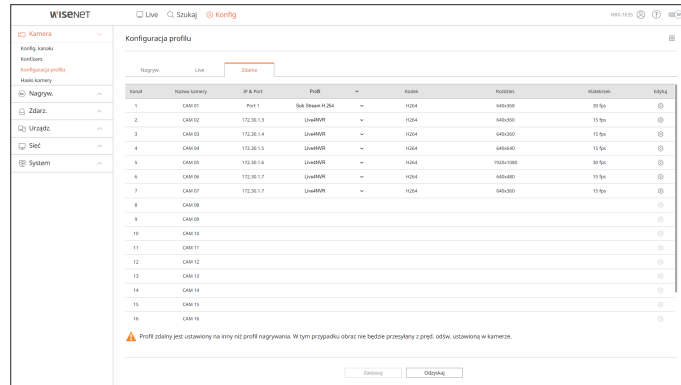 WISENET
Live Szukaj Konfig
HRX-1635
Kamera
Konfig. kanału
Kont.kam.
Konfiguracja profilu
Hasło kamery
Nagryw.
Zdarz.
Urządz.
Sieć
System
Konfiguracja profilu
Nagryw. Live Zdalnie
Kanał Nazwa kamery IP & Port Profil Kodek Rozdziel. Klatek/sek Edytuj
1 CAM 01 Port 1 Sub Stream H 264 H264 640x368 30 fps
2 CAM 02 172.30.1.3 Live4NVR H264 640x360 15 fps
3 CAM 03 172.30.1.4 Live4NVR H264 640x360 15 fps
4 CAM 04 172.30.1.5 Live4NVR H264 640x640 15 fps
5 CAM 05 172.30.1.6 Live4NVR H264 1920x1080 30 fps
6 CAM 06 172.30.1.7 Live4NVR H264 640x480 15 fps
7 CAM 07 172.30.1.7 Live4NVR H264 640x360 15 fps
8 CAM 08
9 CAM 09
10 CAM 10
11 CAM 11
12 CAM 12
13 CAM 13
14 CAM 14
15 CAM 15
16 CAM 16
Profil zdalny jest ustawiony na inny niż profil nagrywania. W tym przypadku obraz nie będzie przesyłany z pręd. odśw. ustawioną w kamerze.
Zastosuj Odzyskaj